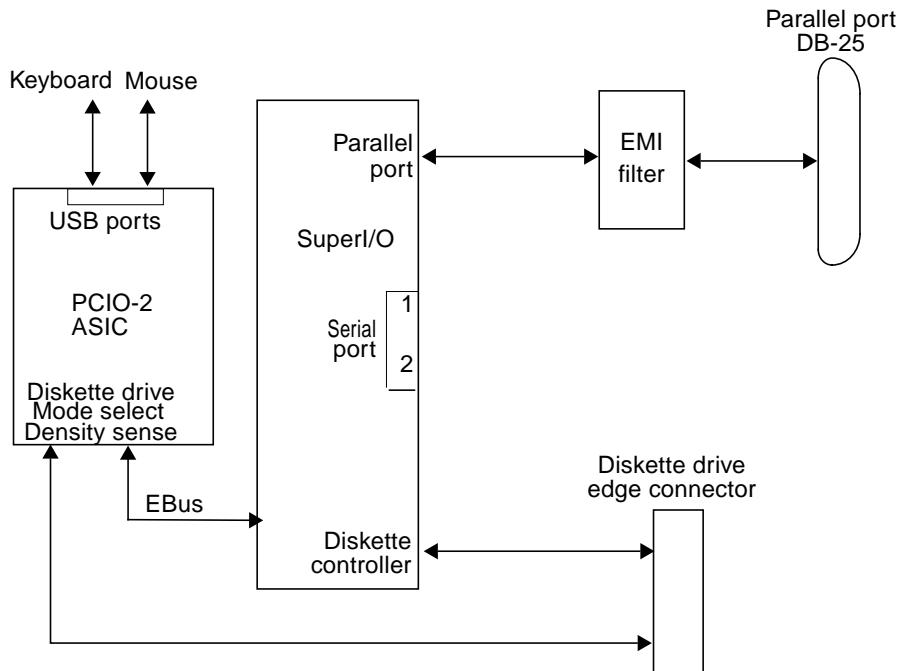 Parallel port
DB-25
Keyboard Mouse
Parallel
port
EMI
filter
USB ports
SuperI/O
PCIO-2
ASIC
Serial
port
1
2
Diskette drive
Mode select
Density sense
EBus
Diskette drive
edge connector
Diskette
controller